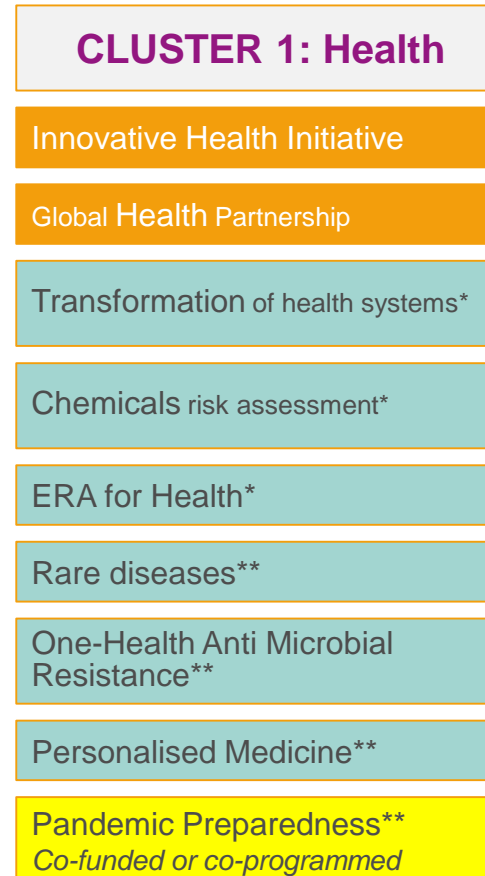 CLUSTER 1: Health
Innovative Health Initiative
Global Health Partnership
Transformation of health systems*
Chemicals risk assessment*
ERA for Health*
Rare diseases**
One-Health Anti Microbial
Resistance**
Personalised Medicine**
Pandemic Preparedness**
Co-funded or co-programmed